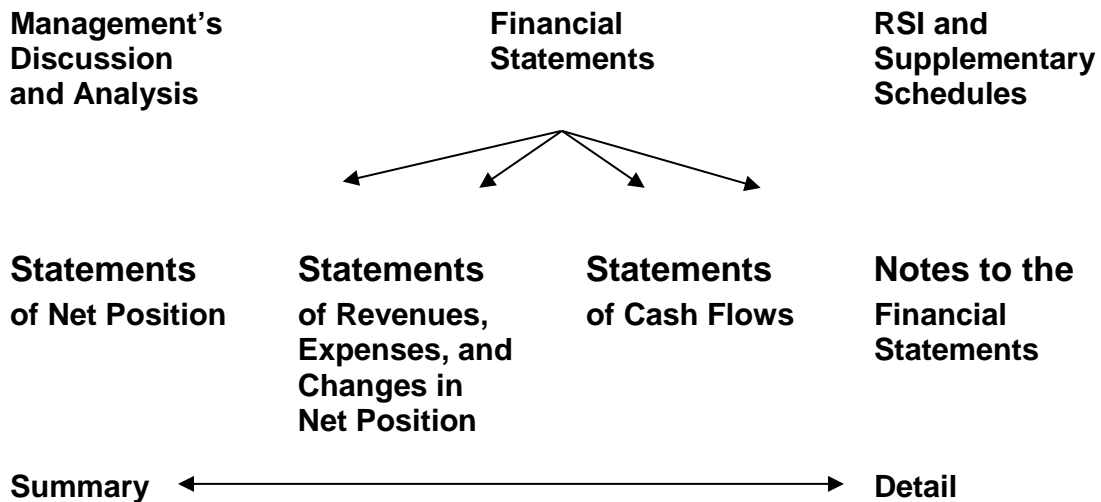 Management’s
Discussion
and Analysis
Financial
Statements
RSI and
Supplementary
Schedules
Statements
of Net Position
Statements
of Revenues,
Expenses, and
Changes in
Net Position
Statements
of Cash Flows
Notes to the
Financial
Statements
Summary
Detail